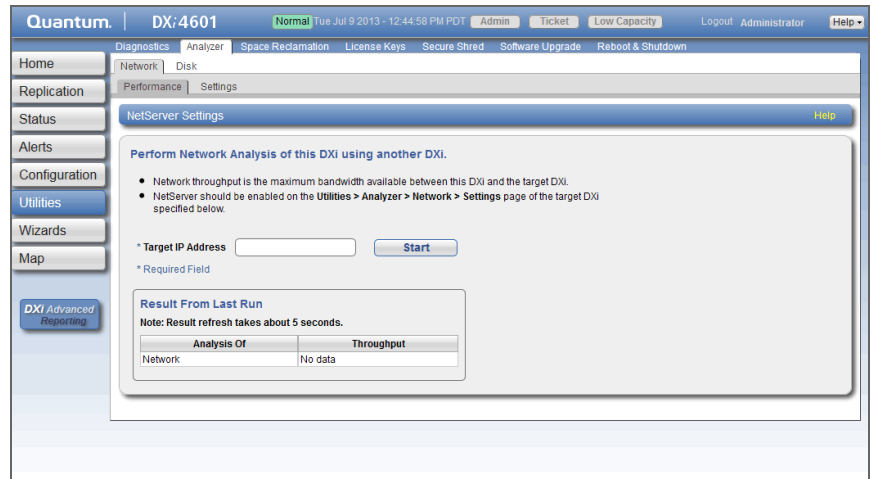 Quantum. DXi4601 Normal Tue Jul 9 2013 - 12:44:58 PM PDT Admin Ticket Low Capacity Logout Administrator Help
Diagnostics Analyzer Space Reclamation License Keys Secure Shred Software Upgrade Reboot & Shutdown
Home
Replication
Status
Alerts
Configuration
Utilities
Wizards
Map
DXi Advanced
Reporting
Network Disk
Performance Settings
NetServer Settings Help
Perform Network Analysis of this DXi using another DXi.
• Network throughput is the maximum bandwidth available between this DXi and the target DXi.
• NetServer should be enabled on the Utilities > Analyzer > Network > Settings page of the target DXi
specified below.
* Target IP Address Start
* Required Field
Result From Last Run
Note: Result refresh takes about 5 seconds.
Analysis Of Throughput
Network No data